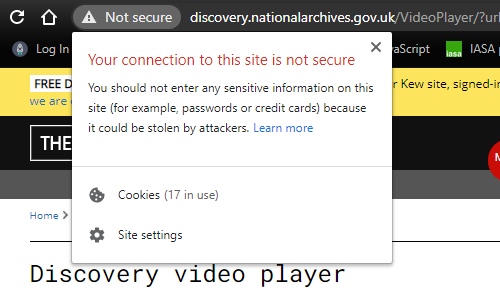 Not secure discovery.nationalarchives.gov.uk/VideoPlayer/?url
Log In
Script
iasa
IASA
Your connection to this site is not secure
You should not enter any sensitive information on this
site (for example, passwords or credit cards) because
it could be stolen by attackers. Learn more
FREE
r Kew site, signed-in
we are
THE
Cookies (17 in use)
Site settings
Home
Discovery video player